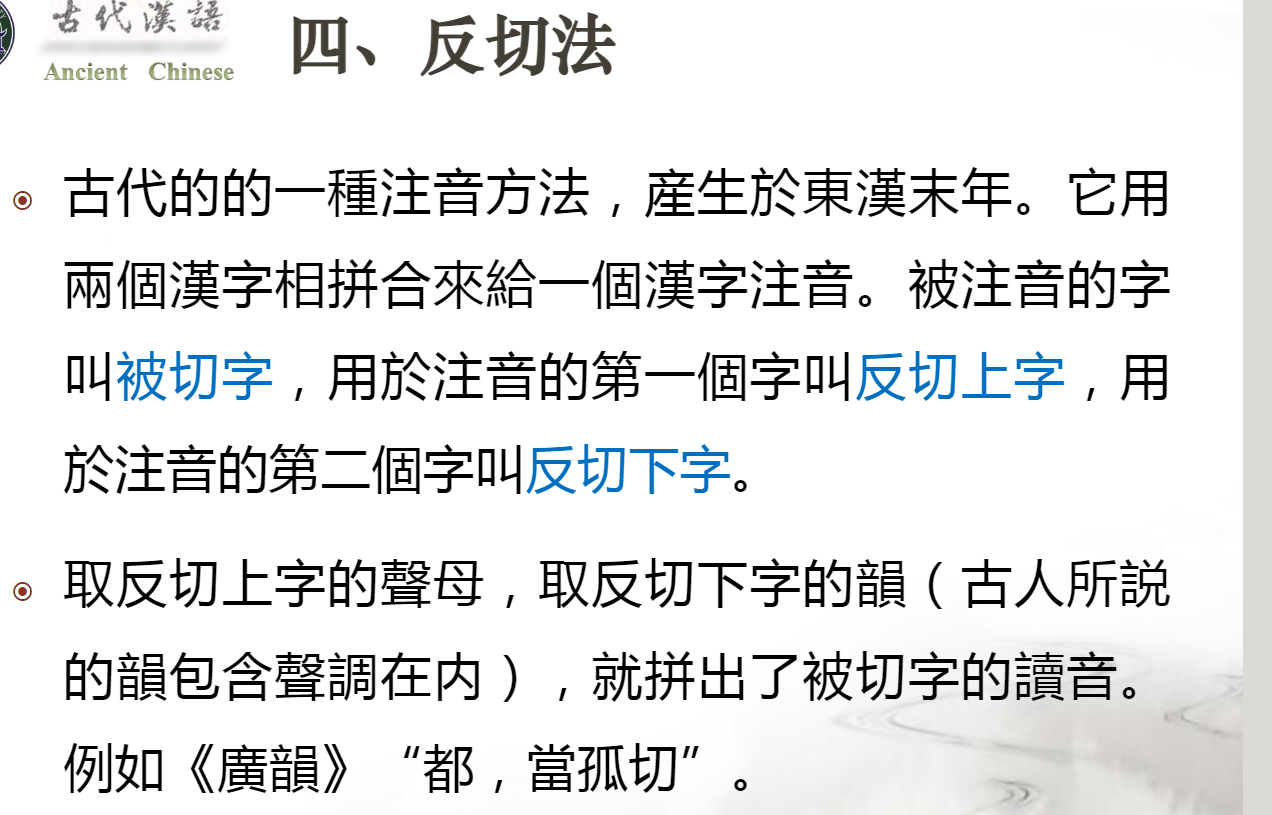 古代漢語
Ancient Chinese
四、反切法
古代的的一種注音方法，産生於東漢末年。它用
兩個漢字相拼合來給一個漢字注音。被注音的字
叫被切字，用於注音的第一個字叫反切上字，用
於注音的第二個字叫反切下字。
取反切上字的聲母，取反切下字的韻（古人所説
的韻包含聲調在内），就拼出了被切字的讀音。
例如《廣韻》“都，當孤切”。